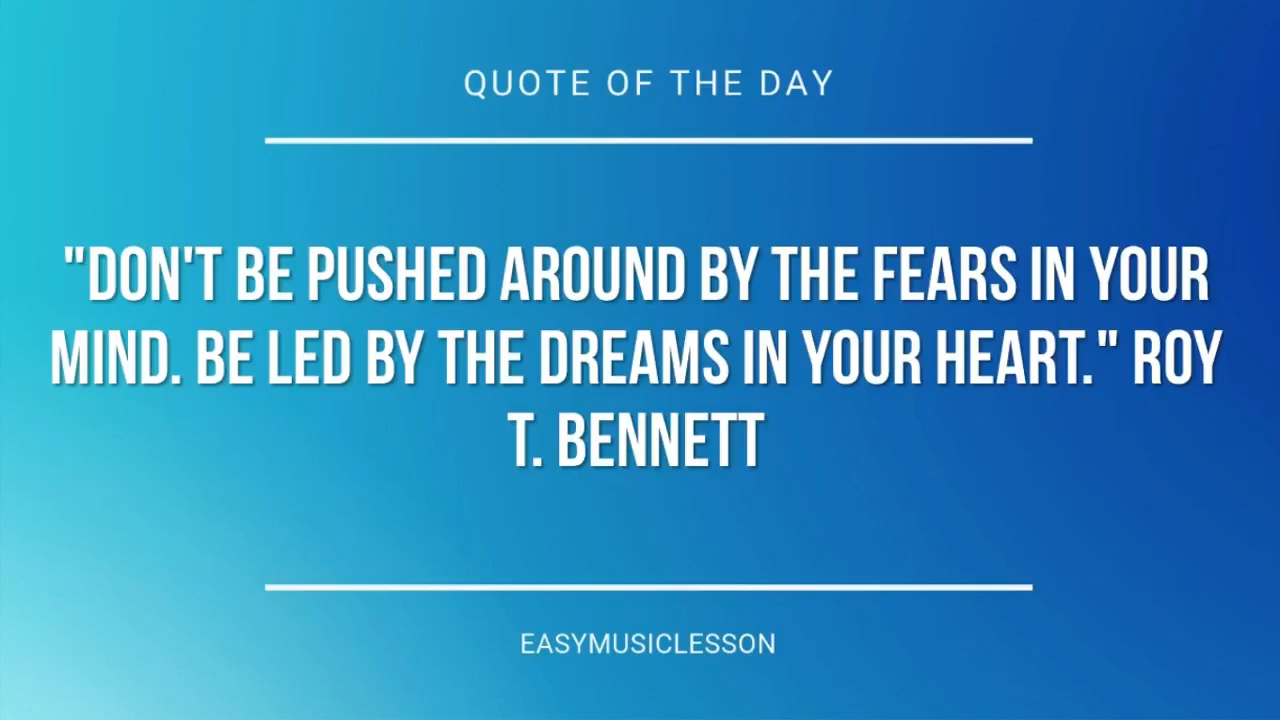 QUOTE OF THE DAY
"DON'T BE PUSHED AROUND BY THE FEARS IN YOUR
MIND. BE LED BY THE DREAMS IN YOUR HEART." ROY
T. BENNETT
EASYMUSICLESSON